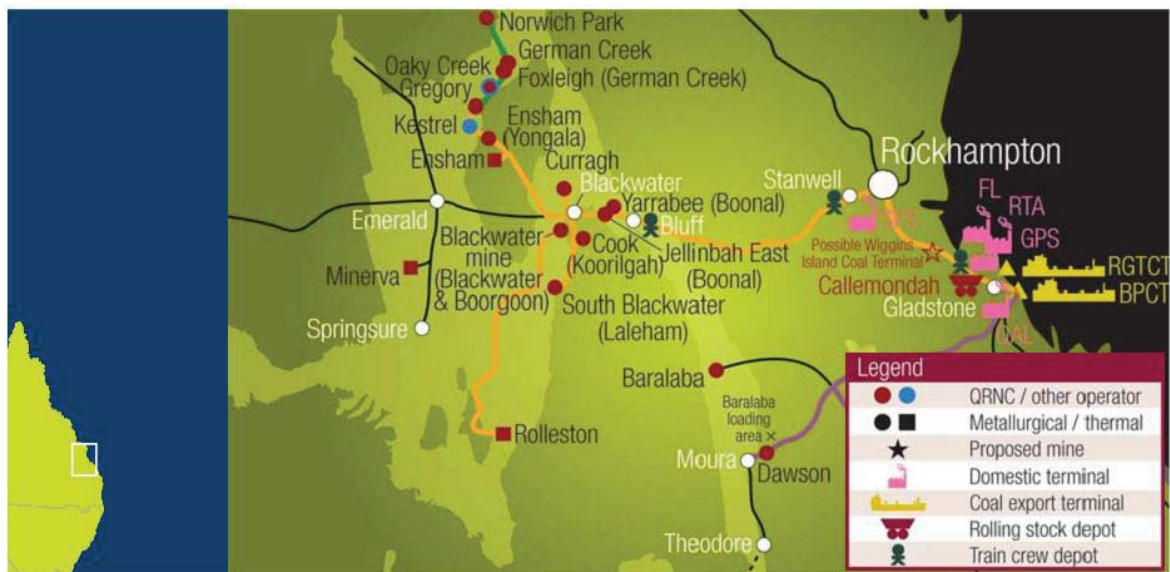 Norwich Park
German Creek
Oaky Creek
Foxleigh (German Creek)
Gregory
Kestrel
Ensham
(Yongala)
Ensham
Curragh
Blackwater
Yarrabee (Boonal)
Emerald
Bluff
Stanwell
Rockhampton
FL
RTA
GPS
Blackwater
mine
(Blackwater
& Boorgoon)
Cook
(Koorilgah)
Jellinbah East
(Boonal)
Possible Wiggins
Island Coal Terminal
Minerva
Callemondah
RGTCT
BPCT
Gladstone
South Blackwater
(Laleham)
Springsure
QAL
Baralaba
Baralaba
loading
area ×
Rolleston
Moura
Dawson
Theodore
Legend
QRNC / other operator
Metallurgical / thermal
Proposed mine
Domestic terminal
Coal export terminal
Rolling stock depot
Train crew depot